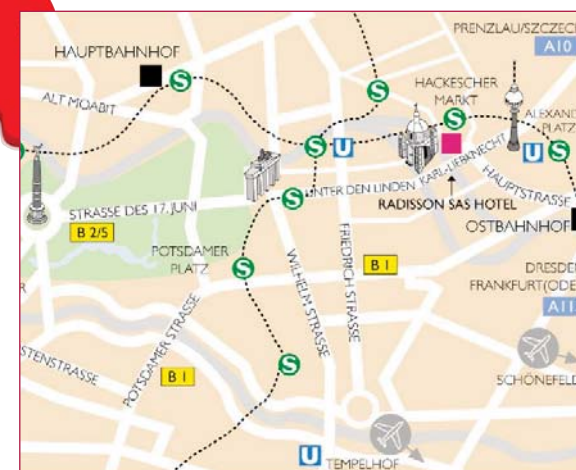 PRENZLAU/SZCZECI
A10
HAUPTBAHNHOF
S
S
HACKESCHER
MARKT
ALT MOABIT
S
ALEXAND
PLATZ
S
U
U
S
S
KARL-LIEBKNECHT
UNTER DEN LINDEN
HAUPTSTRASSE
RADISSON SAS HOTEL
STRASSE DES 17. JUNI
B 2/5
OSTBAHNHOF
POTSDAMER
PLATZ
S
WILHELM STRASSE
FRIEDRICH STRASSE
B 1
DRESDE
FRANKFURT(ODE
A11
POTSDAMER STRASSE
STENSTRASSE
B 1
S
SCHÖNEFELD
U
TEMPELHOF